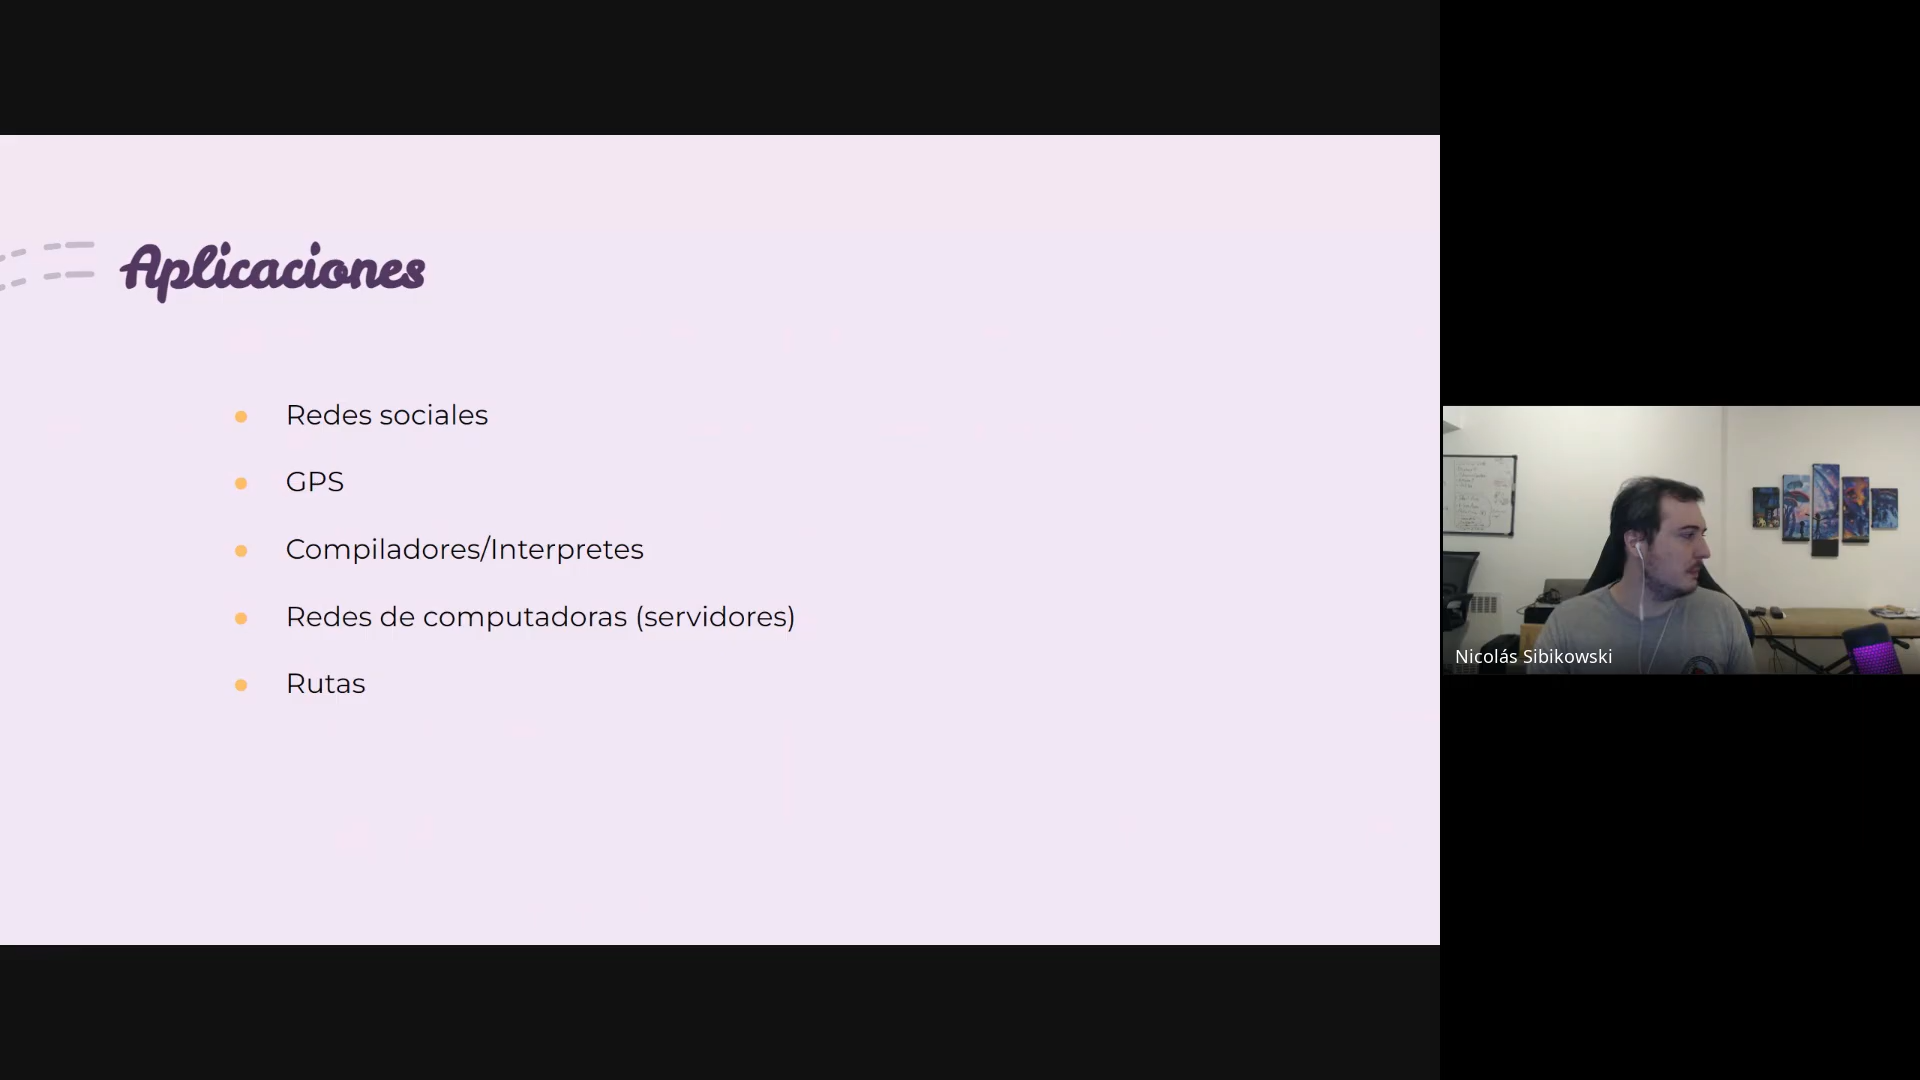 Aplicaciones
Redes sociales
GPS
Compiladores/Interpretes
Redes de computadoras (servidores)
Rutas
Nicolás Sibikowski